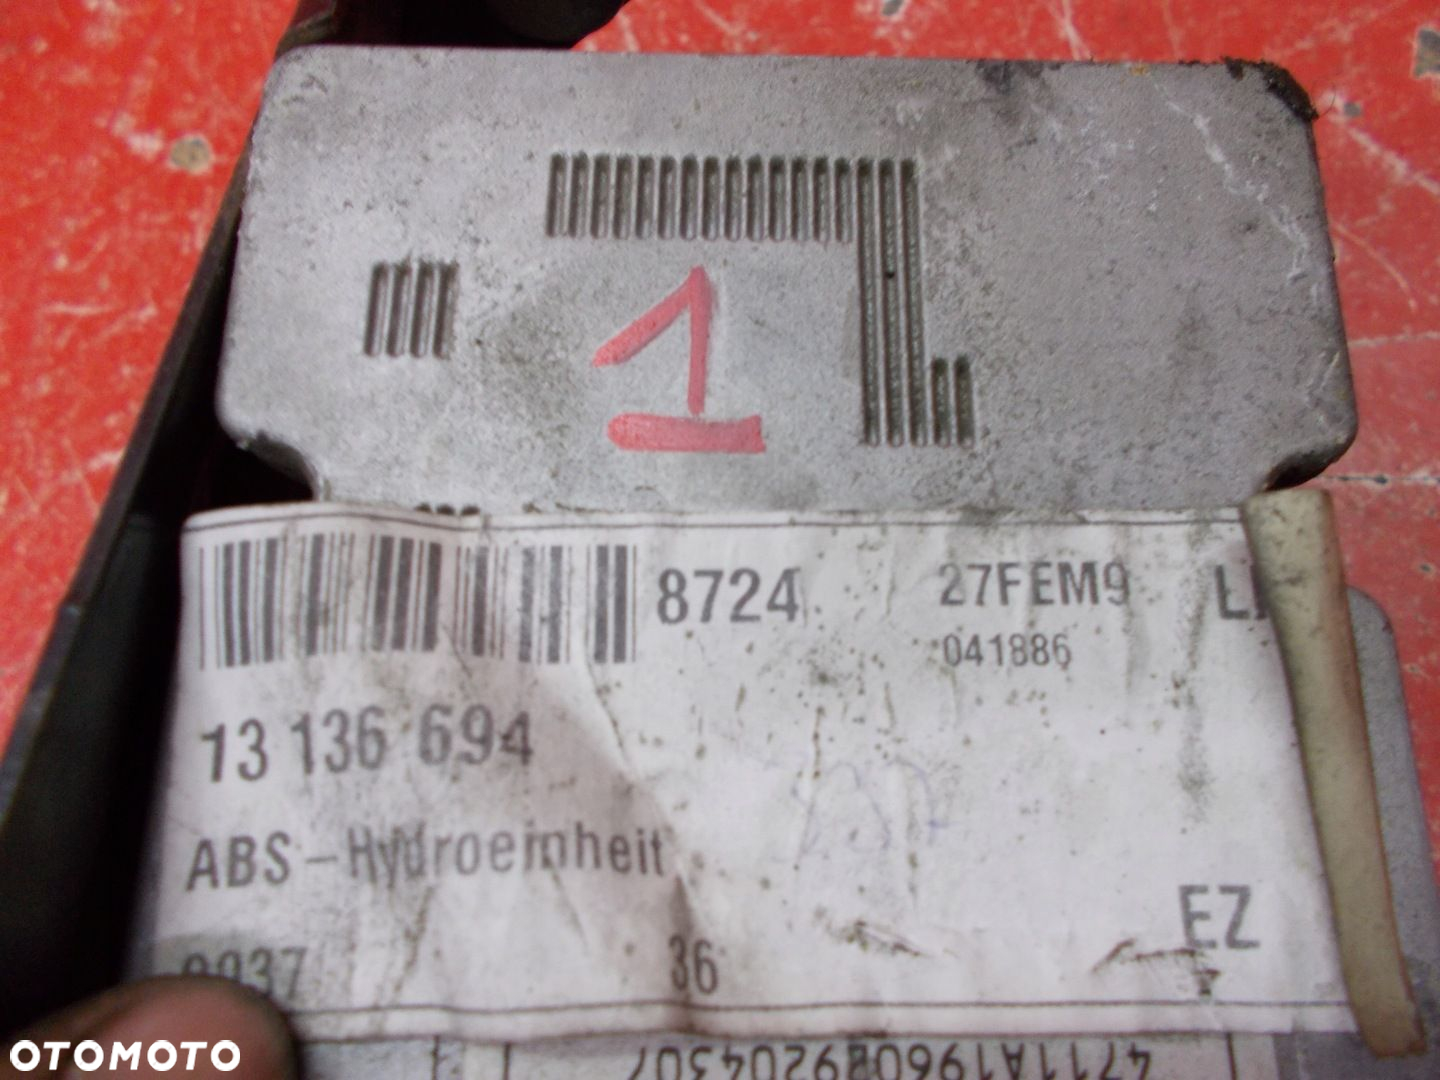 1
8724 27FEM9
041886
13 136 694
ABS - Hydroeinheit
EZ
36
OTOMOTO